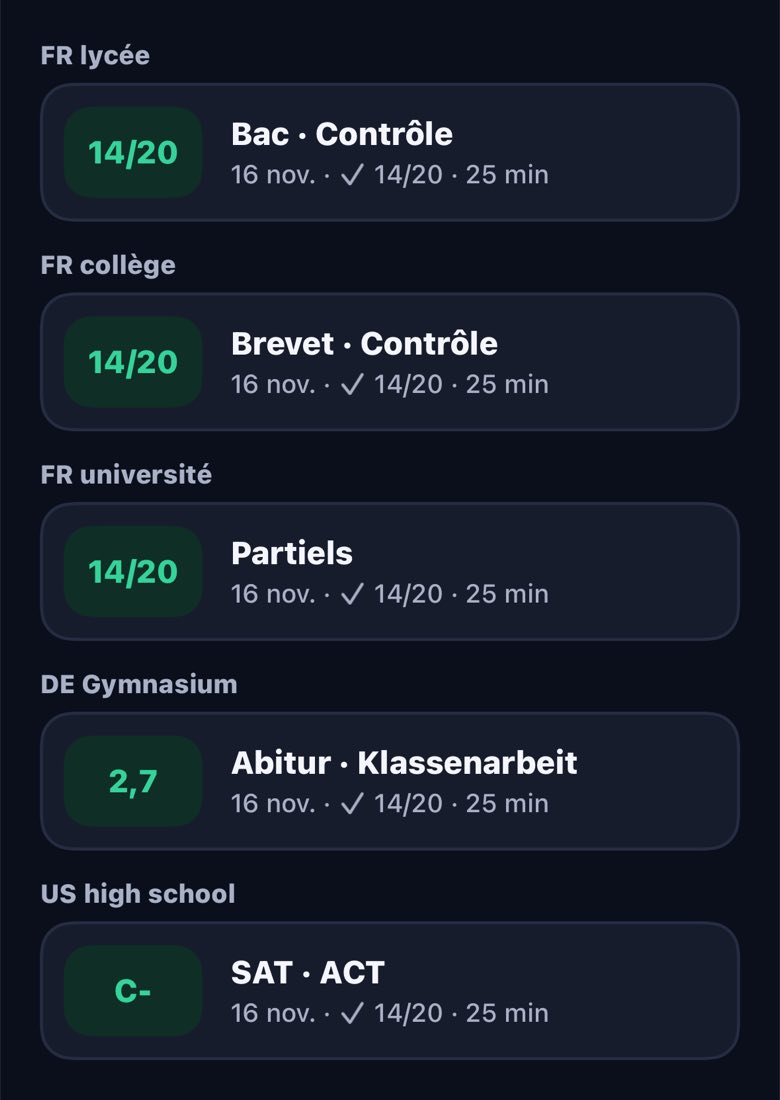 FR lycée
14/20
Bac · Contrôle
16 nov. · ✓ 14/20 · 25 min
FR collège
14/20
Brevet · Contrôle
16 nov. · ✓ 14/20 · 25 min
FR université
14/20
Partiels
16 nov. · ✓ 14/20 · 25 min
DE Gymnasium
2,7
Abitur · Klassenarbeit
16 nov. · ✓ 14/20 · 25 min
US high school
C-
SAT · ACT
16 nov. · ✓ 14/20 · 25 min